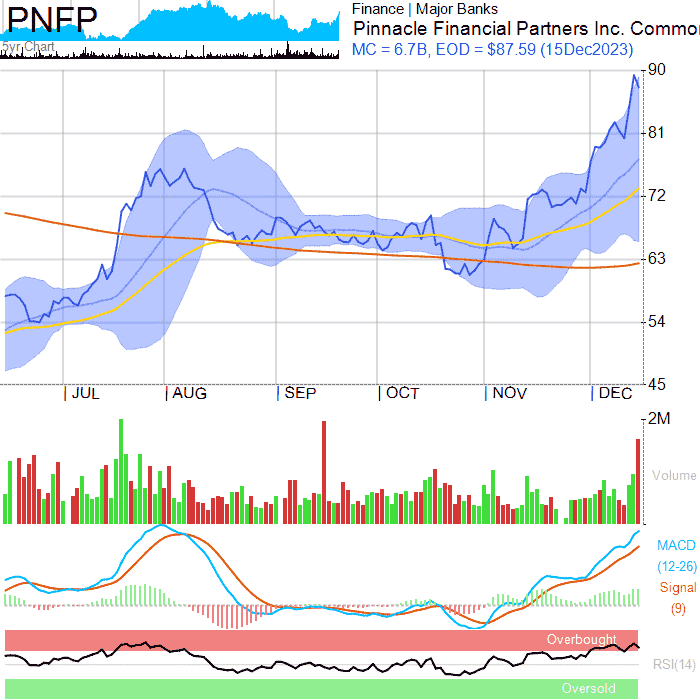 PNFP
5yr Chart
Finance | Major Banks
Pinnacle Financial Partners Inc. Commo
MC = 6.7B, EOD = $87.59 (15Dec2023)
90
81
72
63
54
45
JUL AUG SEP OCT NOV DEC
2M
Volume
MACD
(12-26)
Signal
(9)
Overbought
RSI(14)
Oversold